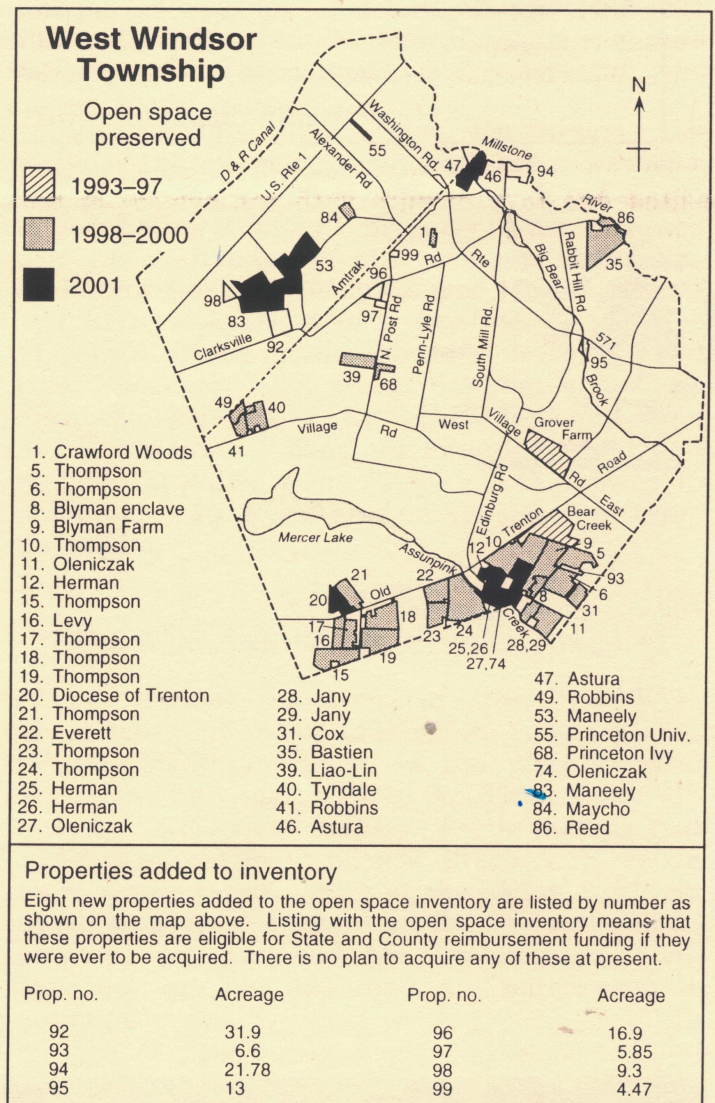 West Windsor
Township
Open space
preserved
1993–97
1998–2000
2001
N
D & R Canal
U.S. Rte 1
Alexander Rd
Washington Rd.
55
Millstone
47
46
94
River
86
35
84
1
99
Rd
Rte
Big Bear
Rabbit Hill Rd
53
Amtrak
96
98
83
92
97
Clarksville
N. Post Rd
Penn-Lyle Rd.
South Mill Rd.
571
95
Brook
39
68
49
40
41
Village
Rd
West
Village
Grover
Farm
Rd
Road
East
Edinburg Rd
Trenton
Bear
Creek
Mercer Lake
Assunpink
12
10
9
5
93
6
31
11
8
28,29
Creek
25,26
27,74
Old
22
21
20
17
16
18
15
19
23
24
1. Crawford Woods
5. Thompson
6. Thompson
8. Blyman enclave
9. Blyman Farm
10. Thompson
11. Oleniczak
12. Herman
15. Thompson
16. Levy
17. Thompson
18. Thompson
19. Thompson
20. Diocese of Trenton
21. Thompson
22. Everett
23. Thompson
24. Thompson
25. Herman
26. Herman
27. Oleniczak
28. Jany
29. Jany
31. Cox
35. Bastien
39. Liao-Lin
40. Tyndale
41. Robbins
46. Astura
47. Astura
49. Robbins
53. Maneely
55. Princeton Univ.
68. Princeton Ivy
74. Oleniczak
83. Maneely
84. Maycho
86. Reed
Properties added to inventory
Eight new properties added to the open space inventory are listed by number as
shown on the map above. Listing with the open space inventory means that
these properties are eligible for State and County reimbursement funding if they
were ever to be acquired. There is no plan to acquire any of these at present.
Prop. no. Acreage Prop. no. Acreage
92 31.9 96 16.9
93 6.6 97 5.85
94 21.78 98 9.3
95 13 99 4.47